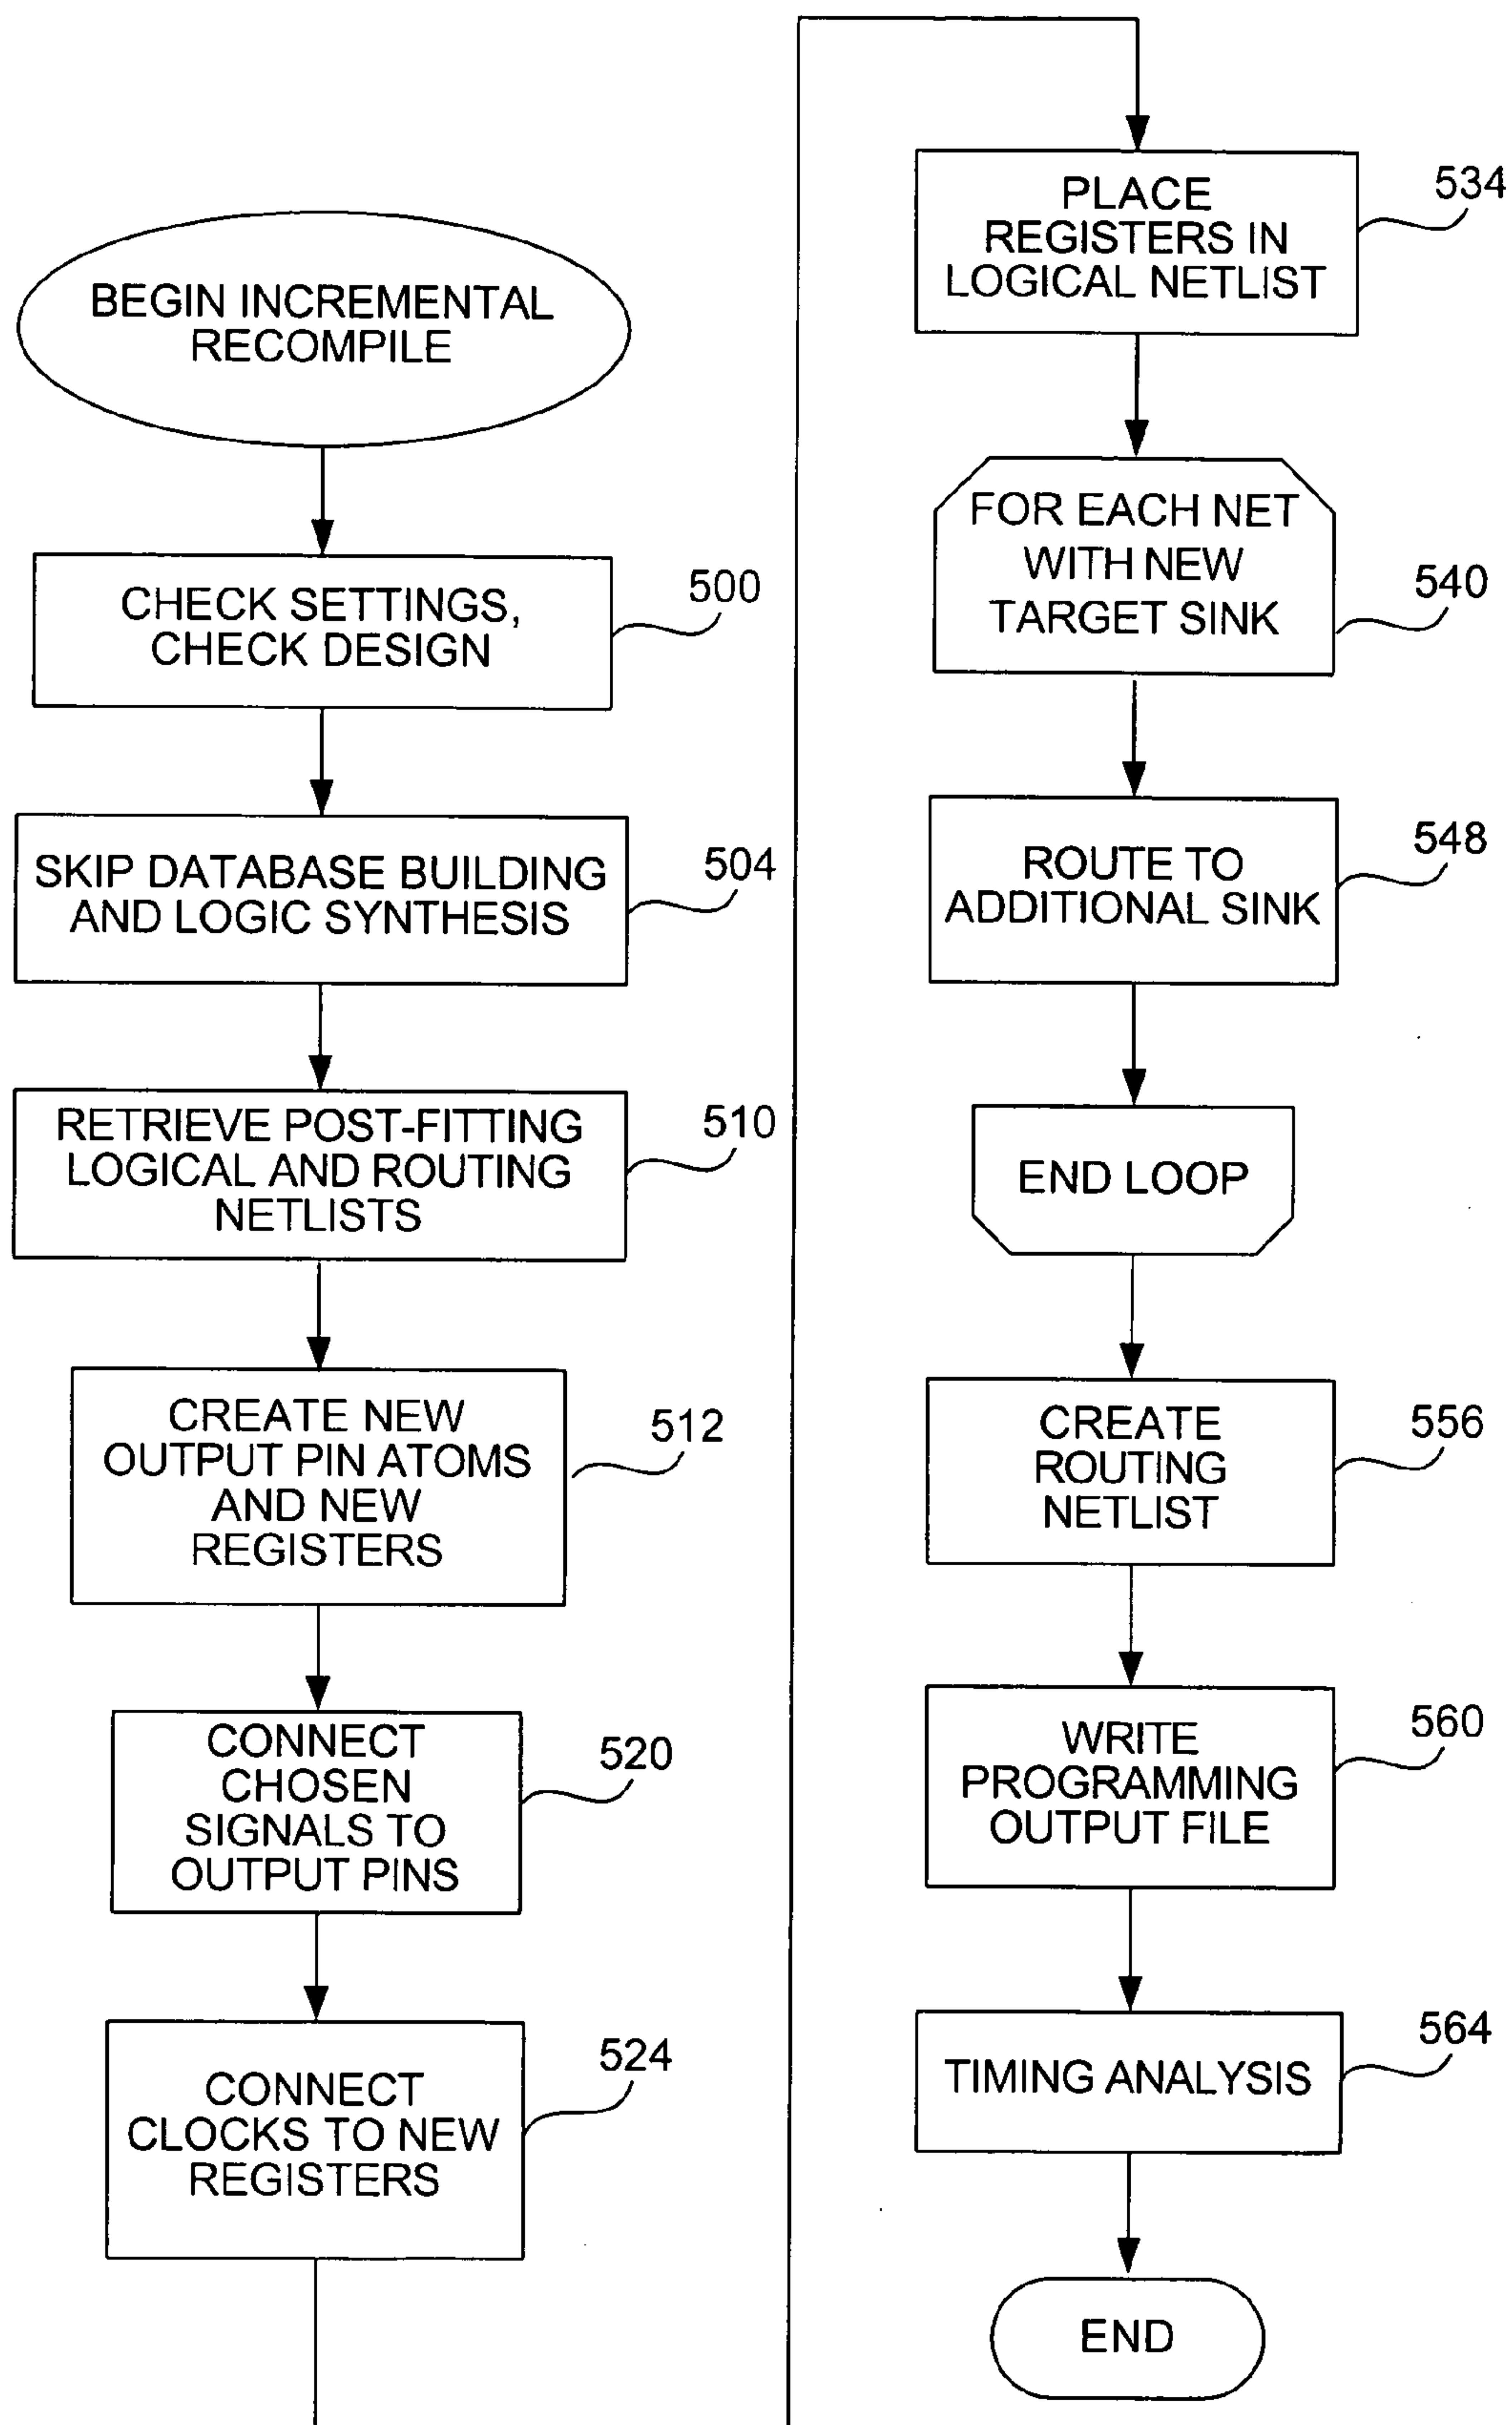 BEGIN INCREMENTAL
RECOMPILE
CHECK SETTINGS,
CHECK DESIGN
500
SKIP DATABASE BUILDING
AND LOGIC SYNTHESIS
504
RETRIEVE POST-FITTING
LOGICAL AND ROUTING
NETLISTS
510
CREATE NEW
OUTPUT PIN ATOMS
AND NEW
REGISTERS
512
CONNECT
CHOSEN
SIGNALS TO
OUTPUT PINS
520
CONNECT
CLOCKS TO NEW
REGISTERS
524
PLACE
REGISTERS IN
LOGICAL NETLIST
534
FOR EACH NET
WITH NEW
TARGET SINK
540
ROUTE TO
ADDITIONAL SINK
548
END LOOP
CREATE
ROUTING
NETLIST
556
WRITE
PROGRAMMING
OUTPUT FILE
560
TIMING ANALYSIS
564
END